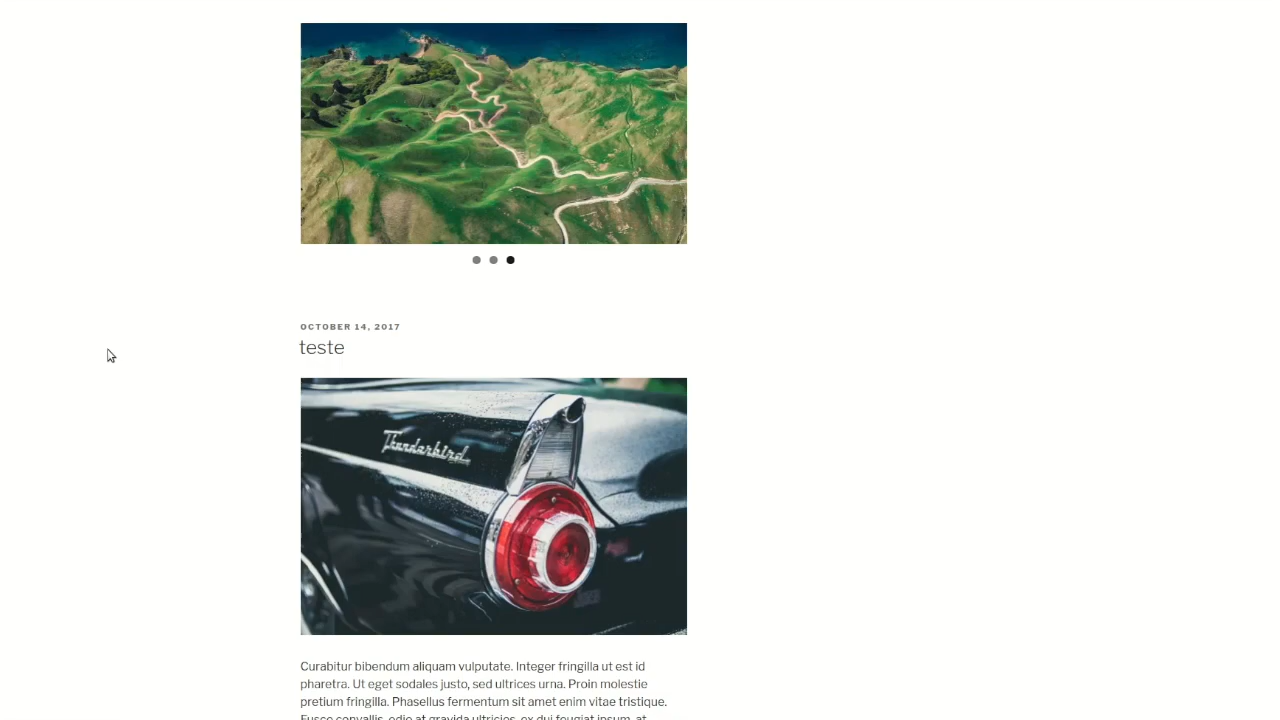 OCTOBER 14, 2017
teste
Thunderbird
Curabitur bibendum aliquam vulputate. Integer fringilla ut est id
pharetra. Ut eget sodales justo, sed ultrices urna. Proin molestie
pretium fringilla. Phasellus fermentum sit amet enim vitae tristique.
Fusce convallis, odio at gravida ultricies, ex dui feugiat ipsum, at